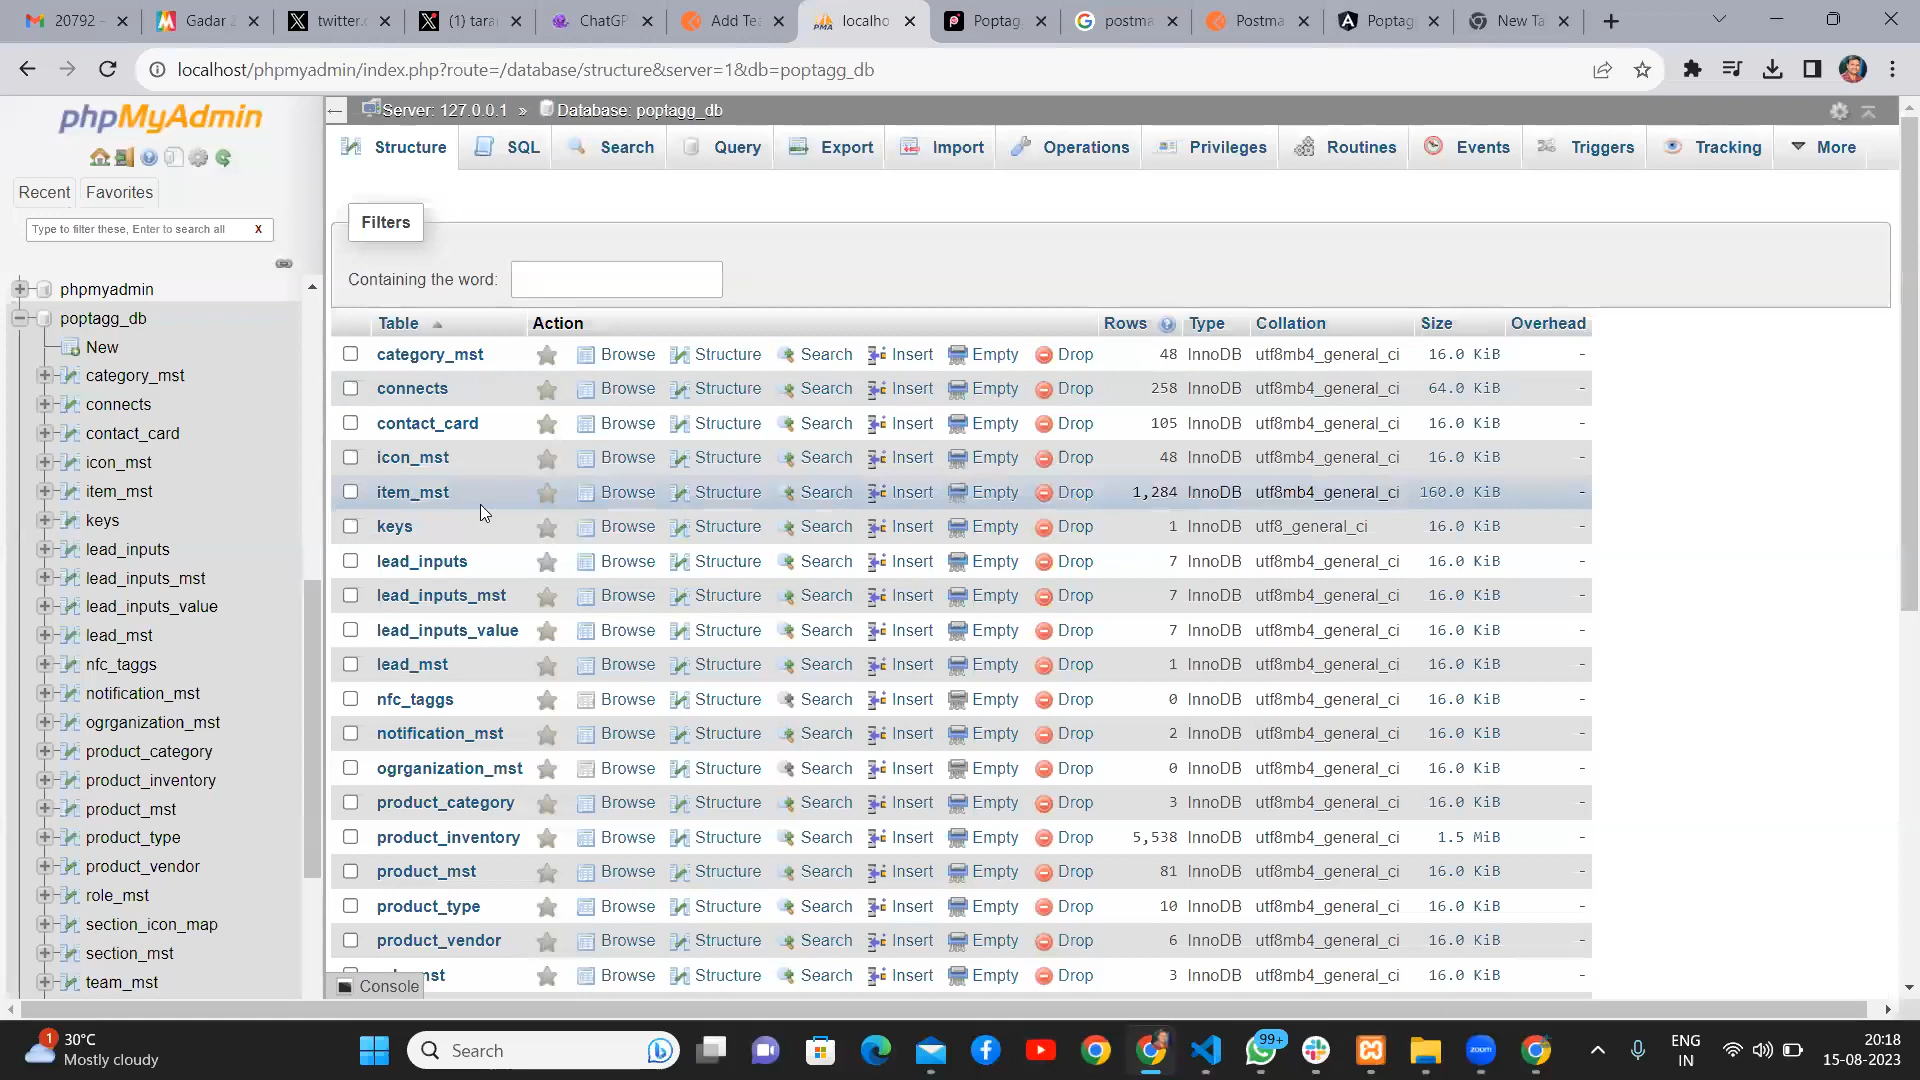 20792 -
Gadar
twitter.c
(1) tara
ChatGP
Add Tea
localho
Poptag
postma
Postma
Poptag
New Ta
localhost/phpmyadmin/index.php?route=/database/structure&server=1&db=poptagg_db
phpMyAdmin
Recent
Favorites
Type to filter these, Enter to search all X
phpmyadmin
poptagg_db
New
category_mst
connects
contact_card
icon_mst
item_mst
keys
lead_inputs
lead_inputs_mst
lead_inputs_value
lead_mst
nfc_taggs
notification_mst
ogrganization_mst
product_category
product_inventory
product_mst
product_type
product_vendor
role_mst
section_icon_map
section_mst
team_mst
Server: 127.0.0.1 » Database: poptagg_db
Structure SQL Search Query Export Import Operations Privileges Routines Events Triggers Tracking More
Filters
Containing the word:
Table Action Rows Type Collation Size Overhead
category_mst Browse Structure Search Insert Empty Drop 48 InnoDB utf8mb4_general_ci 16.0 KiB -
connects Browse Structure Search Insert Empty Drop 258 InnoDB utf8mb4_general_ci 64.0 KiB -
contact_card Browse Structure Search Insert Empty Drop 105 InnoDB utf8mb4_general_ci 16.0 KiB -
icon_mst Browse Structure Search Insert Empty Drop 48 InnoDB utf8mb4_general_ci 16.0 KiB -
item_mst Browse Structure Search Insert Empty Drop 1,284 InnoDB utf8mb4_general_ci 160.0 KiB -
keys Browse Structure Search Insert Empty Drop 1 InnoDB utf8_general_ci 16.0 KiB -
lead_inputs Browse Structure Search Insert Empty Drop 7 InnoDB utf8mb4_general_ci 16.0 KiB -
lead_inputs_mst Browse Structure Search Insert Empty Drop 7 InnoDB utf8mb4_general_ci 16.0 KiB -
lead_inputs_value Browse Structure Search Insert Empty Drop 7 InnoDB utf8mb4_general_ci 16.0 KiB -
lead_mst Browse Structure Search Insert Empty Drop 1 InnoDB utf8mb4_general_ci 16.0 KiB -
nfc_taggs Browse Structure Search Insert Empty Drop 0 InnoDB utf8mb4_general_ci 16.0 KiB -
notification_mst Browse Structure Search Insert Empty Drop 2 InnoDB utf8mb4_general_ci 16.0 KiB -
ogrganization_mst Browse Structure Search Insert Empty Drop 0 InnoDB utf8mb4_general_ci 16.0 KiB -
product_category Browse Structure Search Insert Empty Drop 3 InnoDB utf8mb4_general_ci 16.0 KiB -
product_inventory Browse Structure Search Insert Empty Drop 5,538 InnoDB utf8mb4_general_ci 1.5 MiB -
product_mst Browse Structure Search Insert Empty Drop 81 InnoDB utf8mb4_general_ci 16.0 KiB -
product_type Browse Structure Search Insert Empty Drop 10 InnoDB utf8mb4_general_ci 16.0 KiB -
product_vendor Browse Structure Search Insert Empty Drop 6 InnoDB utf8mb4_general_ci 16.0 KiB -
mst Browse Structure Search Insert Empty Drop 3 InnoDB utf8mb4_general_ci 16.0 KiB -
Console
1
30°C
Mostly cloudy
Search
99+
zoom
ENG
IN
20:18
15-08-2023